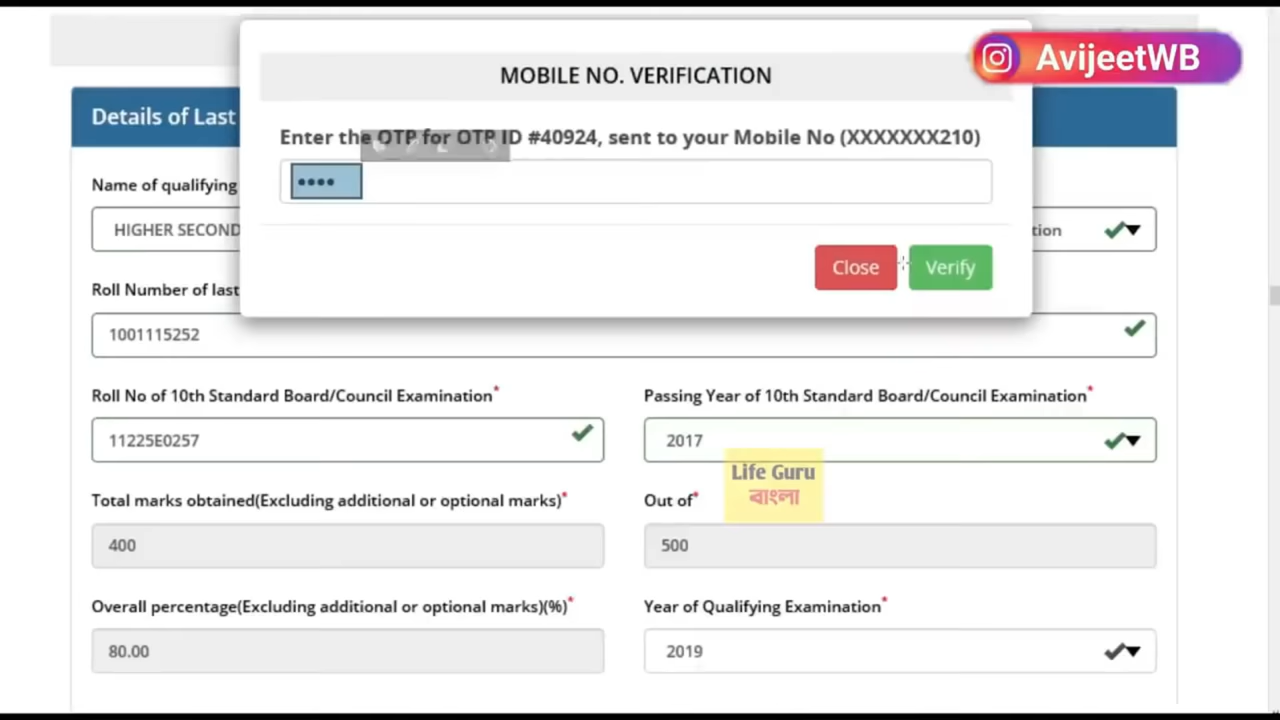 AvijeetWB
MOBILE NO. VERIFICATION
Enter the OTP for OTP ID #40924, sent to your Mobile No (XXXXXXX210)
••••
Close
Verify
Details of Last
Name of qualifying
HIGHER SECOND
tion
Roll Number of last
1001115252
Roll No of 10th Standard Board/Council Examination*
Passing Year of 10th Standard Board/Council Examination*
11225E0257
2017
Life Guru
বাংলা
Total marks obtained(Excluding additional or optional marks)*
Out of*
400
500
Overall percentage(Excluding additional or optional marks)(%)*
Year of Qualifying Examination*
80.00
2019